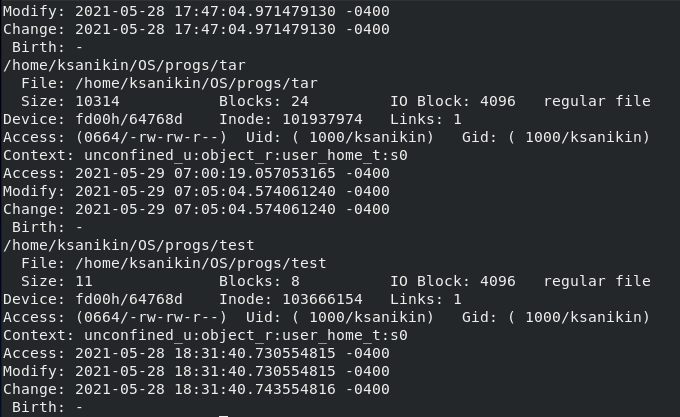 Modify: 2021-05-28 17:47:04.971479130 -0400
Change: 2021-05-28 17:47:04.971479130 -0400
 Birth: -
/home/ksanikin/OS/progs/tar
  File: /home/ksanikin/OS/progs/tar
  Size: 10314           Blocks: 24         IO Block: 4096   regular file
Device: fd00h/64768d    Inode: 101937974   Links: 1
Access: (0664/-rw-rw-r--)  Uid: ( 1000/ksanikin)   Gid: ( 1000/ksanikin)
Context: unconfined_u:object_r:user_home_t:s0
Access: 2021-05-29 07:00:19.057053165 -0400
Modify: 2021-05-29 07:05:04.574061240 -0400
Change: 2021-05-29 07:05:04.574061240 -0400
 Birth: -
/home/ksanikin/OS/progs/test
  File: /home/ksanikin/OS/progs/test
  Size: 11              Blocks: 8          IO Block: 4096   regular file
Device: fd00h/64768d    Inode: 103666154   Links: 1
Access: (0664/-rw-rw-r--)  Uid: ( 1000/ksanikin)   Gid: ( 1000/ksanikin)
Context: unconfined_u:object_r:user_home_t:s0
Access: 2021-05-28 18:31:40.730554815 -0400
Modify: 2021-05-28 18:31:40.730554815 -0400
Change: 2021-05-28 18:31:40.743554816 -0400
 Birth: -